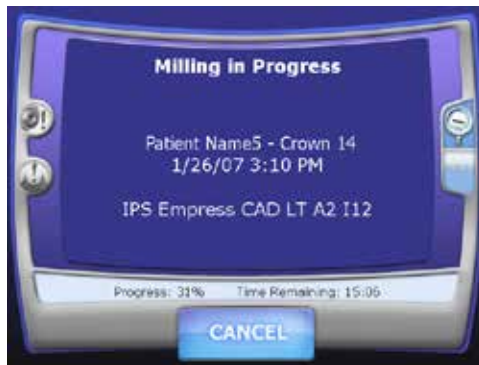 Milling in Progress
Patient Name5 - Crown 14
1/26/07 3:10 PM
IPS Empress CAD LT A2 I12
Progress: 31% Time Remaining: 15:06
CANCEL